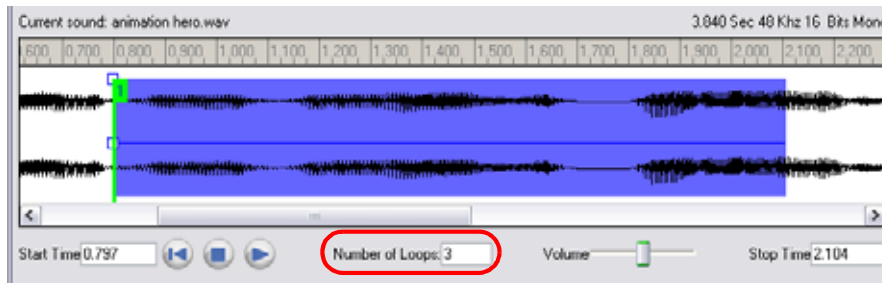 Current sound: animation hero.wav 3.840 Sec 48 Khz 16 Bits Mono
.600 0.700 0.800 0.900 1.000 1.100 1.200 1.300 1.400 1.500 1.600 1.700 1.800 1.900 2.000 2.100 2.200
1
Start Time 0.797 Number of Loops: 3 Volume Stop Time 2.104